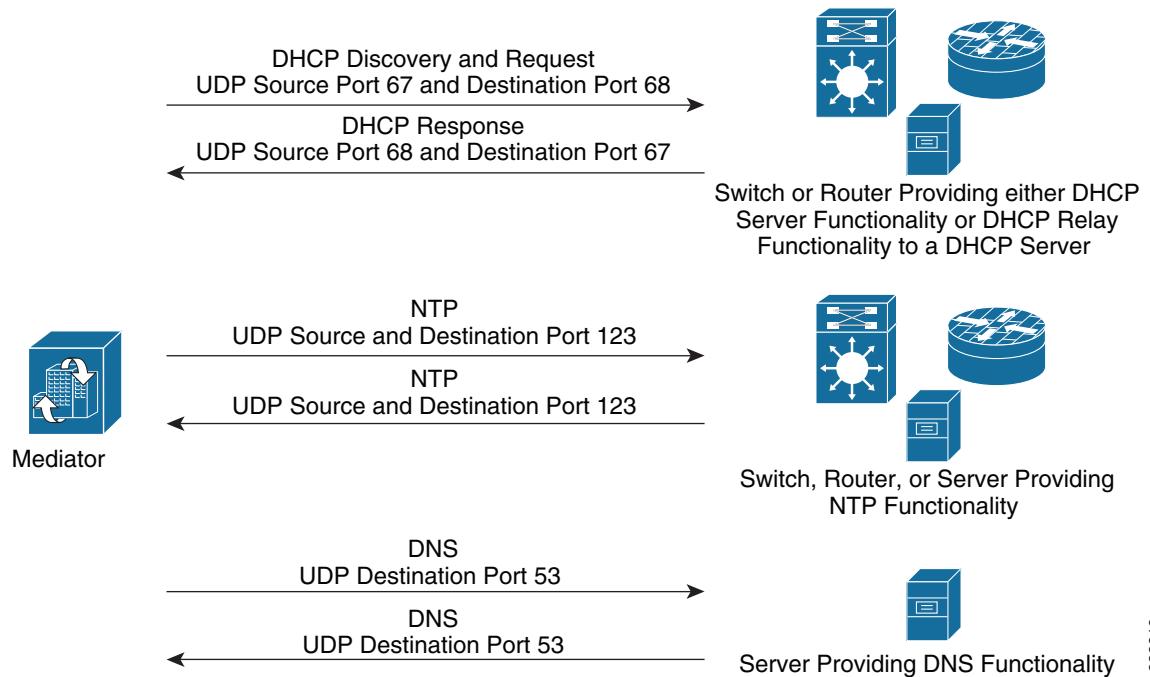 DHCP Discovery and Request
UDP Source Port 67 and Destination Port 68
DHCP Response
UDP Source Port 68 and Destination Port 67
Switch or Router Providing either DHCP
Server Functionality or DHCP Relay
Functionality to a DHCP Server
NTP
UDP Source and Destination Port 123
NTP
UDP Source and Destination Port 123
Mediator
Switch, Router, or Server Providing
NTP Functionality
DNS
UDP Destination Port 53
DNS
UDP Destination Port 53
Server Providing DNS Functionality